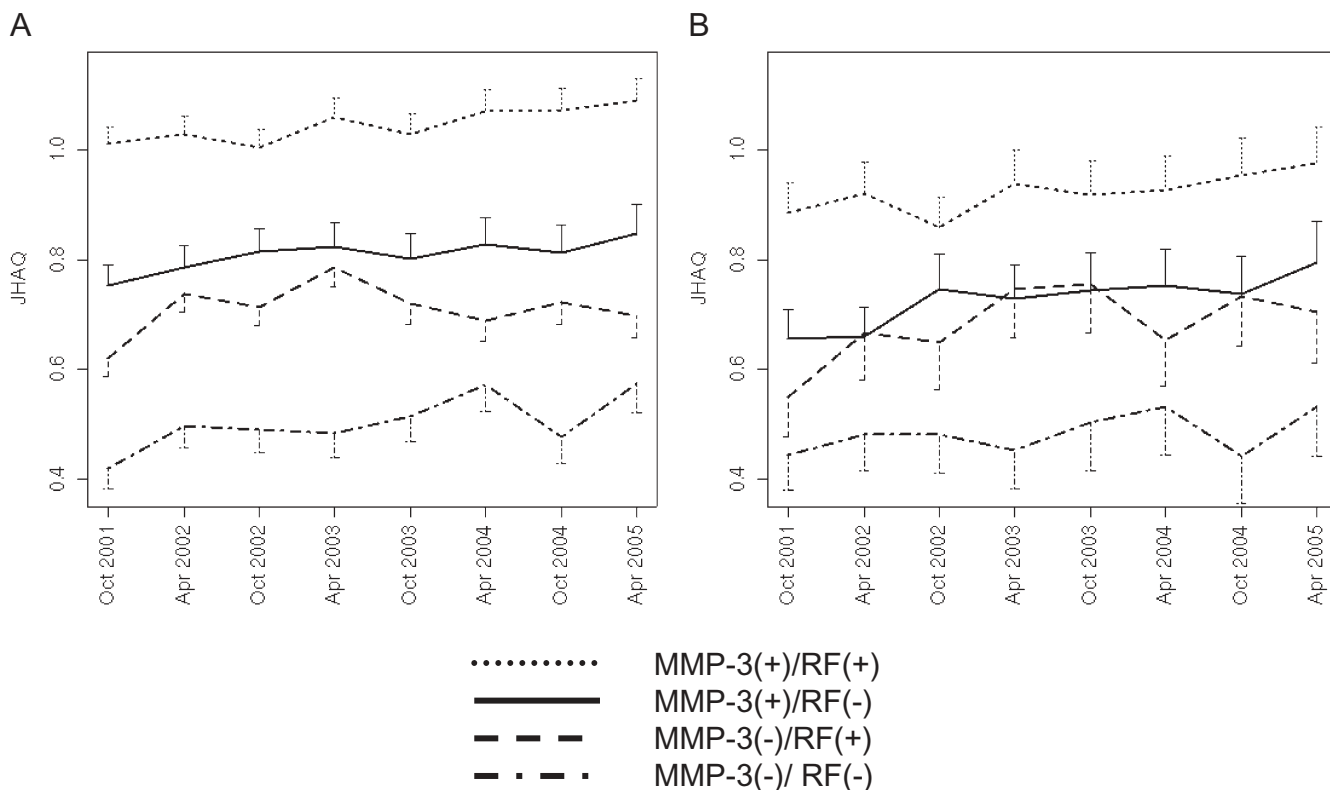 A
JHAQ
1.0
0.8
0.6
0.4
Oct 2001
Apr 2002
Oct 2002
Apr 2003
Oct 2003
Apr 2004
Oct 2004
Apr 2005
B
JHAQ
1.0
0.8
0.6
0.4
Oct 2001
Apr 2002
Oct 2002
Apr 2003
Oct 2003
Apr 2004
Oct 2004
Apr 2005
MMP-3(+)/RF(+)
MMP-3(+)/RF(-)
MMP-3(-)/RF(+)
MMP-3(-)/ RF(-)